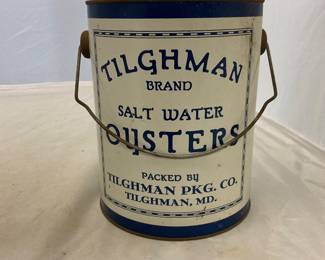 TILGHMAN
BRAND
SALT WATER
OYSTERS
PACKED By
TILGHMAN PKG. CO.
TILGHMAN, MD.